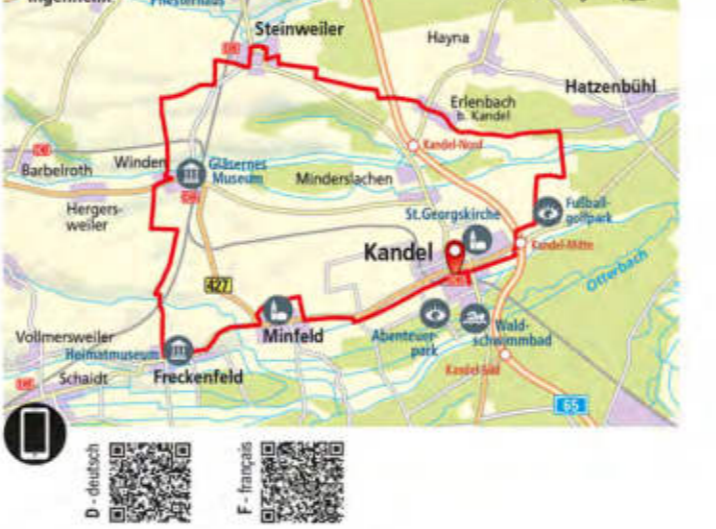 Steinweiler
Hayna
Hatzenbühl
Erlenbach
b. Kandel
Kandel-Nord
Barbelroth
Winden
Gläsernes
Museum
Minderslachen
Hergers-
weiler
St.Georgskirche
Fußball-
golfpark
Kandel
Kandel-Mitte
Otterbach
427
Vollmersweiler
Heimatmuseum
Minfeld
Abenteuer-
park
Wald-
schwimmbad
Schaidt
Freckenfeld
Kandel-Süd
65
D - deutsch
F - français